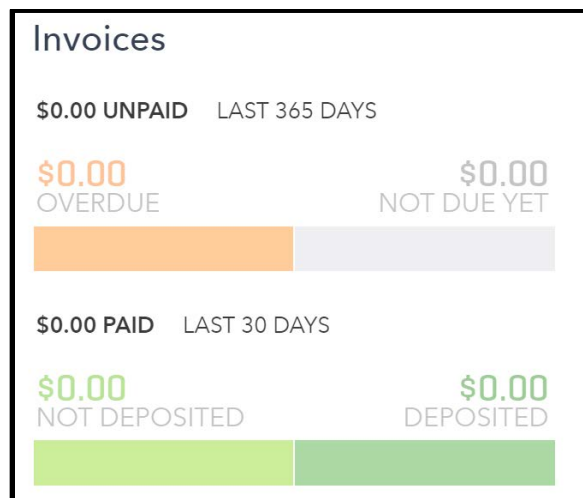 Invoices
$0.00 UNPAID LAST 365 DAYS
$0.00 $0.00
OVERDUE NOT DUE YET
$0.00 PAID LAST 30 DAYS
$0.00 $0.00
NOT DEPOSITED DEPOSITED